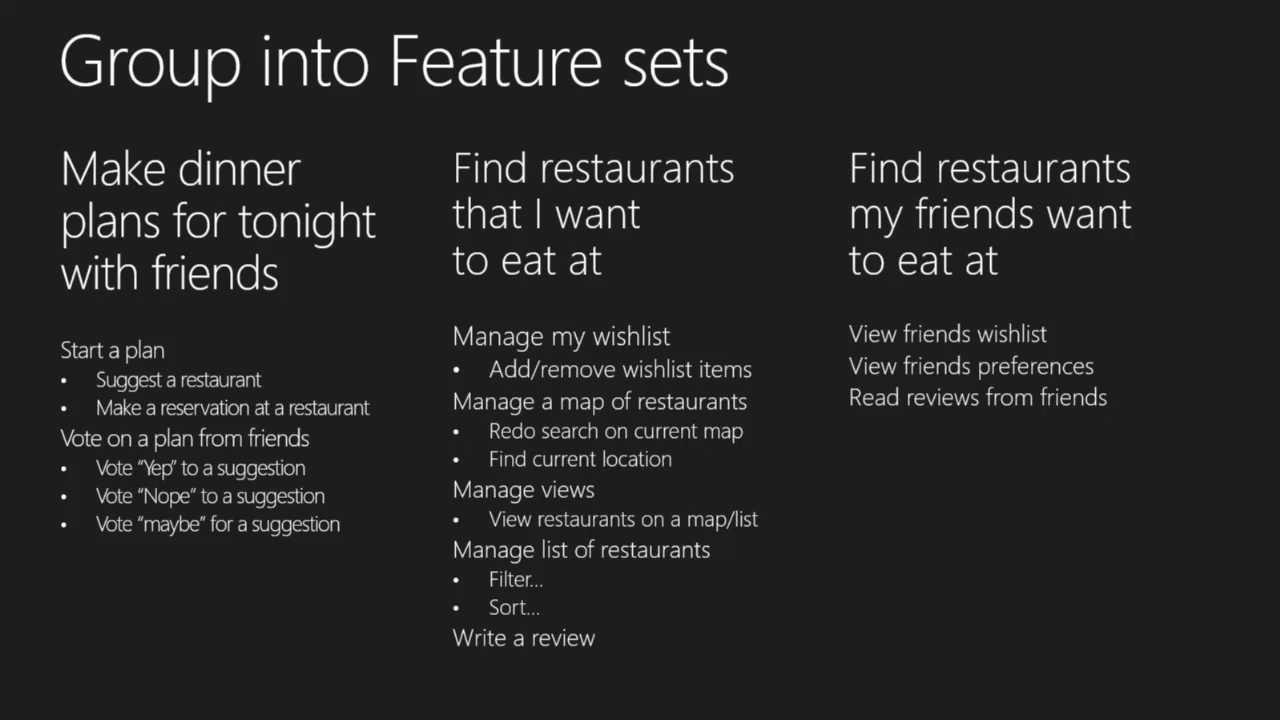 Group into Feature sets
Make dinner
plans for tonight
with friends
Start a plan
• Suggest a restaurant
• Make a reservation at a restaurant
Vote on a plan from friends
• Vote “Yep” to a suggestion
• Vote “Nope” to a suggestion
• Vote “maybe” for a suggestion
Find restaurants
that I want
to eat at
Manage my wishlist
• Add/remove wishlist items
Manage a map of restaurants
• Redo search on current map
• Find current location
Manage views
• View restaurants on a map/list
Manage list of restaurants
• Filter...
• Sort...
Write a review
Find restaurants
my friends want
to eat at
View friends wishlist
View friends preferences
Read reviews from friends